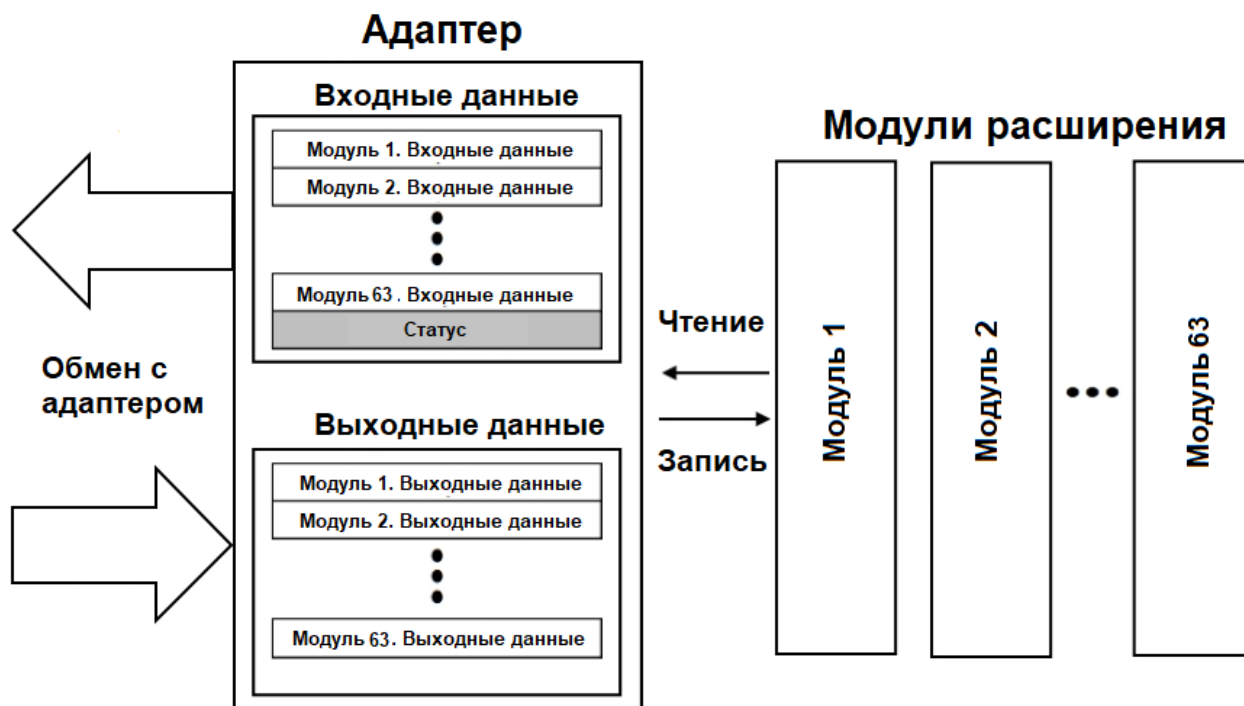 Адаптер
Входные данные
Модуль 1. Входные данные
Модуль 2. Входные данные
Модуль 63 . Входные данные
Статус
Обмен с
адаптером
Выходные данные
Модуль 1. Выходные данные
Модуль 2. Выходные данные
Модуль 63. Выходные данные
Чтение
Запись
Модули расширения
Модуль 1
Модуль 2
Модуль 63